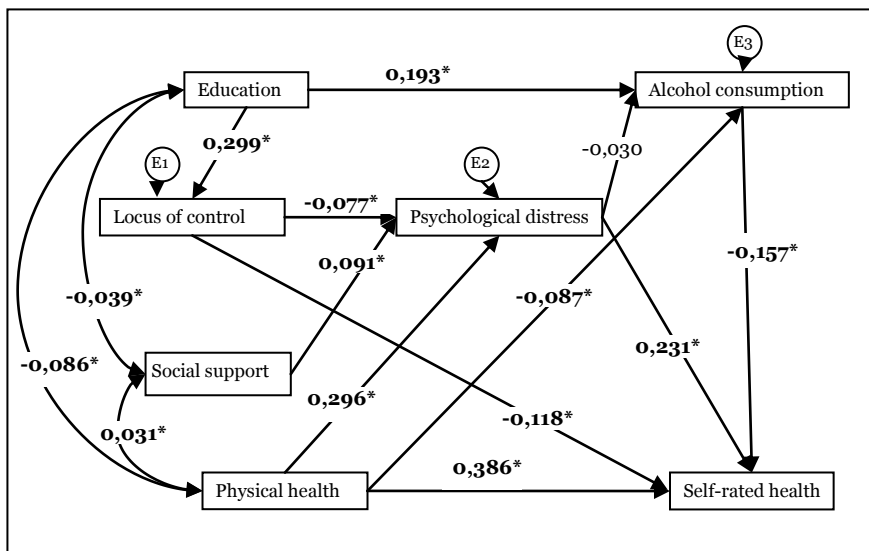 E3
Education
0,193*
Alcohol consumption
0,299*
-0,030
E1
E2
-0,077*
Locus of control
Psychological distress
0,091*
-0,157*
-0,039*
-0,087*
-0,086*
Social support
0,231*
0,296*
-0,118*
0,031*
0,386*
Physical health
Self-rated health